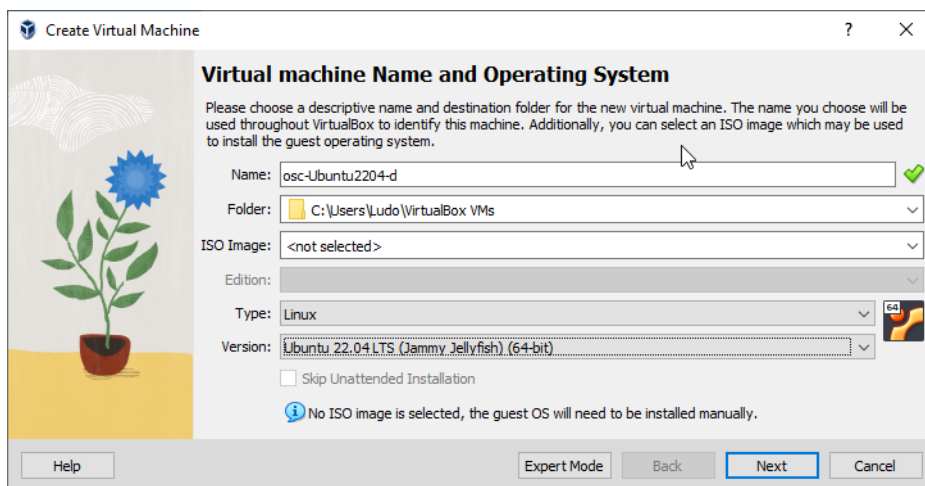 Create Virtual Machine
?
Virtual machine Name and Operating System
Please choose a descriptive name and destination folder for the new virtual machine. The name you choose will be
used throughout VirtualBox to identify this machine. Additionally, you can select an ISO image which may be used
to install the guest operating system.
Name: osc-Ubuntu2204-d
Folder: C:\Users\Ludo\VirtualBox VMs
ISO Image: <not selected>
Edition:
Type: Linux
64
Version: Ubuntu 22.04 LTS (Jammy Jellyfish) (64-bit)
Skip Unattended Installation
No ISO image is selected, the guest OS will need to be installed manually.
Help Expert Mode Back Next Cancel